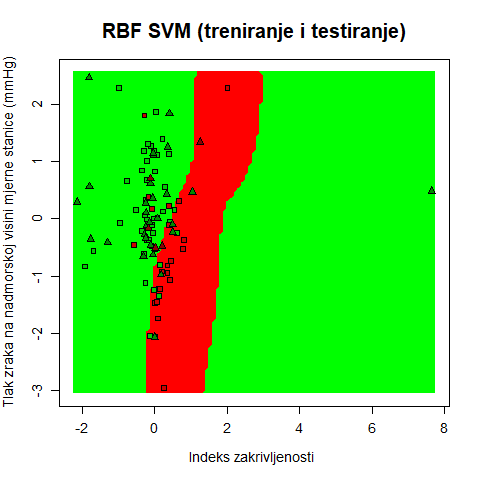 RBF SVM (treniranje i testiranje)
Tlak zraka na nadmorskoj visini mjerne stanice (mmHg)
2
1
0
-1
-2
-3
-2 0 2 4 6 8
Indeks zakrivljenosti